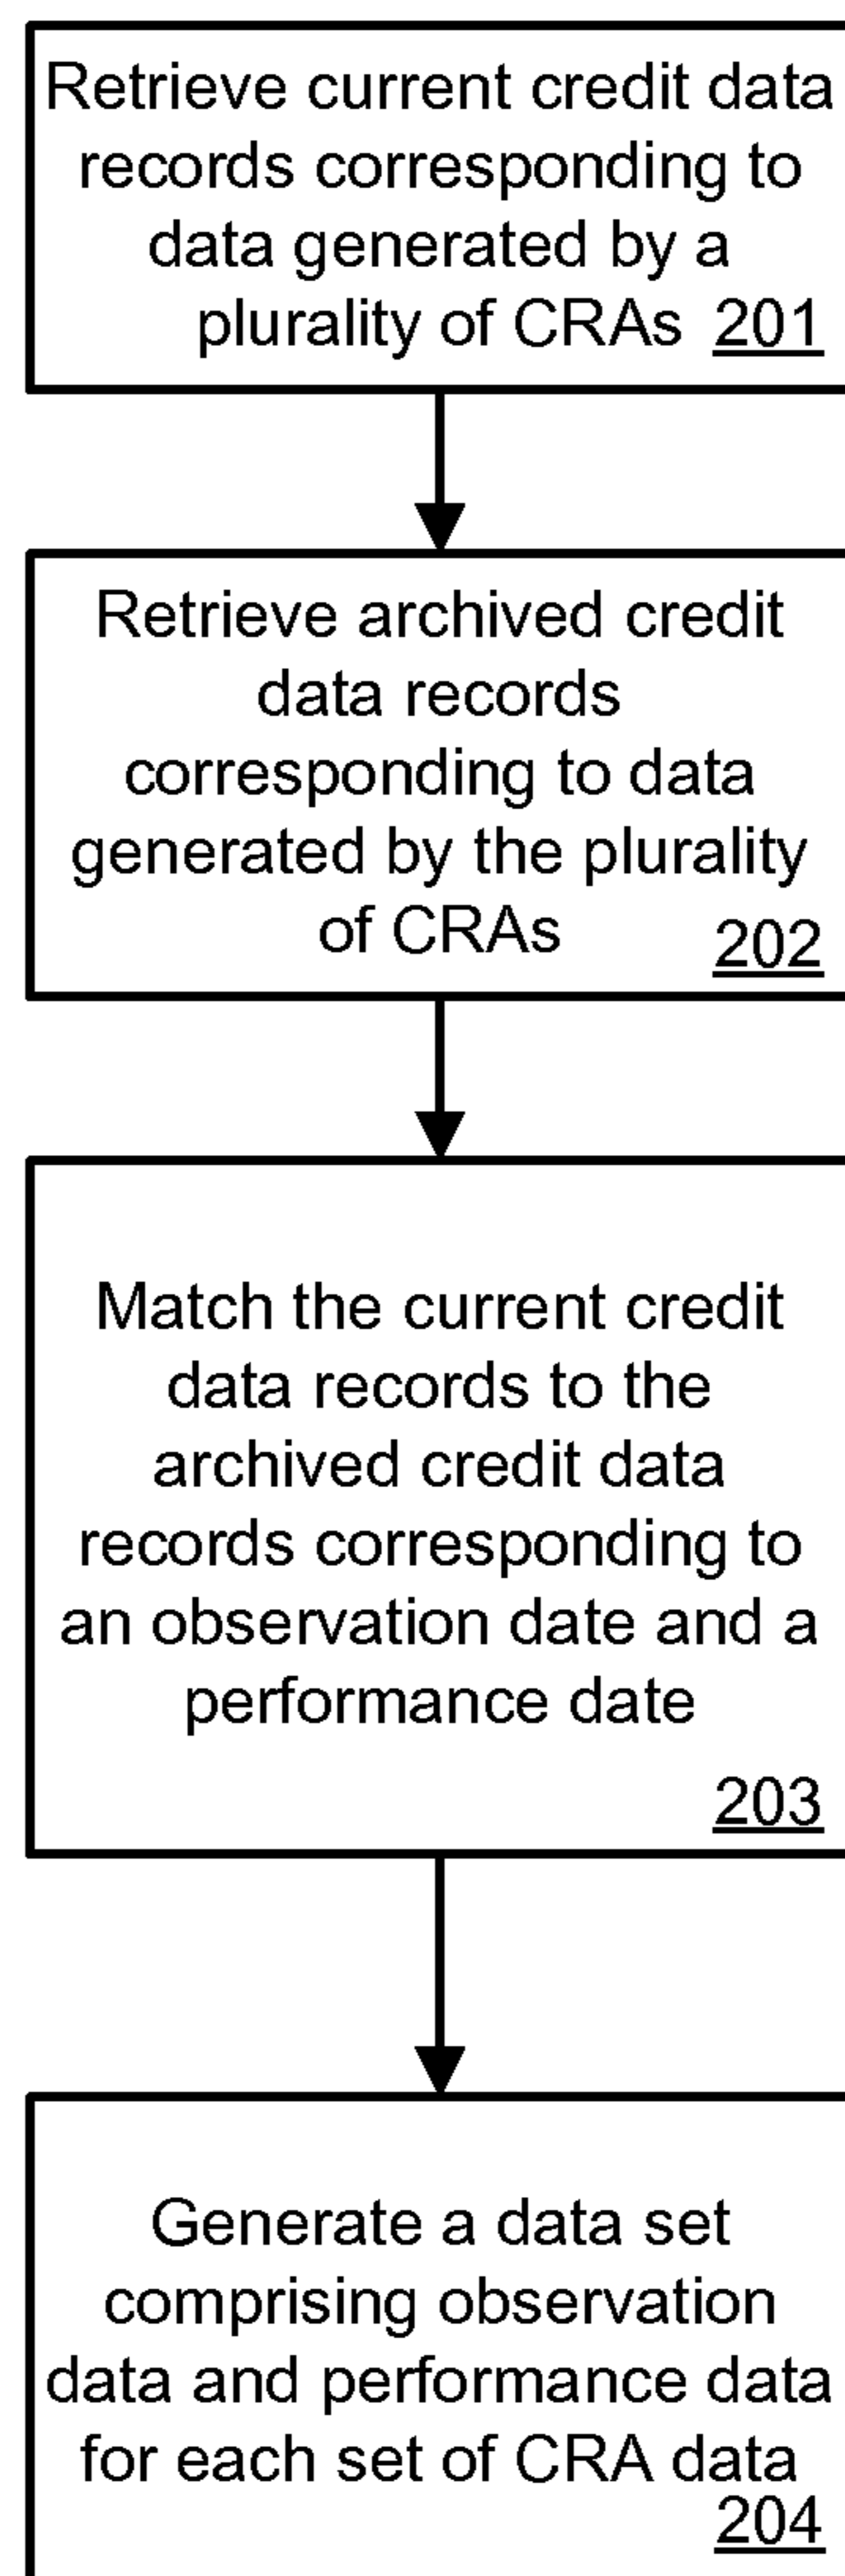 Retrieve current credit data
records corresponding to
data generated by a
plurality of CRAs 201
Retrieve archived credit
data records
corresponding to data
generated by the plurality
of CRAs 202
Match the current credit
data records to the
archived credit data
records corresponding to
an observation date and a
performance date
203
Generate a data set
comprising observation
data and performance data
for each set of CRA data
204